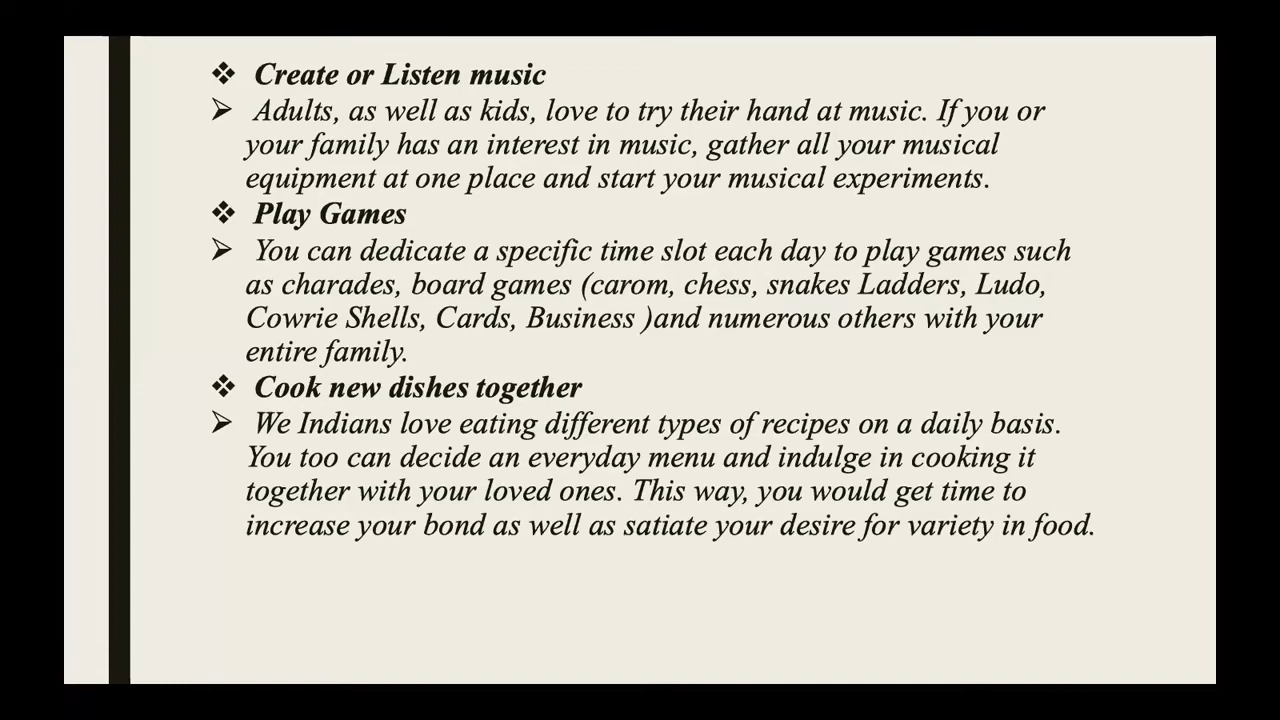 ❖ Create or Listen music
➢ Adults, as well as kids, love to try their hand at music. If you or
your family has an interest in music, gather all your musical
equipment at one place and start your musical experiments.
❖ Play Games
➢ You can dedicate a specific time slot each day to play games such
as charades, board games (carom, chess, snakes Ladders, Ludo,
Cowrie Shells, Cards, Business )and numerous others with your
entire family.
❖ Cook new dishes together
➢ We Indians love eating different types of recipes on a daily basis.
You too can decide an everyday menu and indulge in cooking it
together with your loved ones. This way, you would get time to
increase your bond as well as satiate your desire for variety in food.